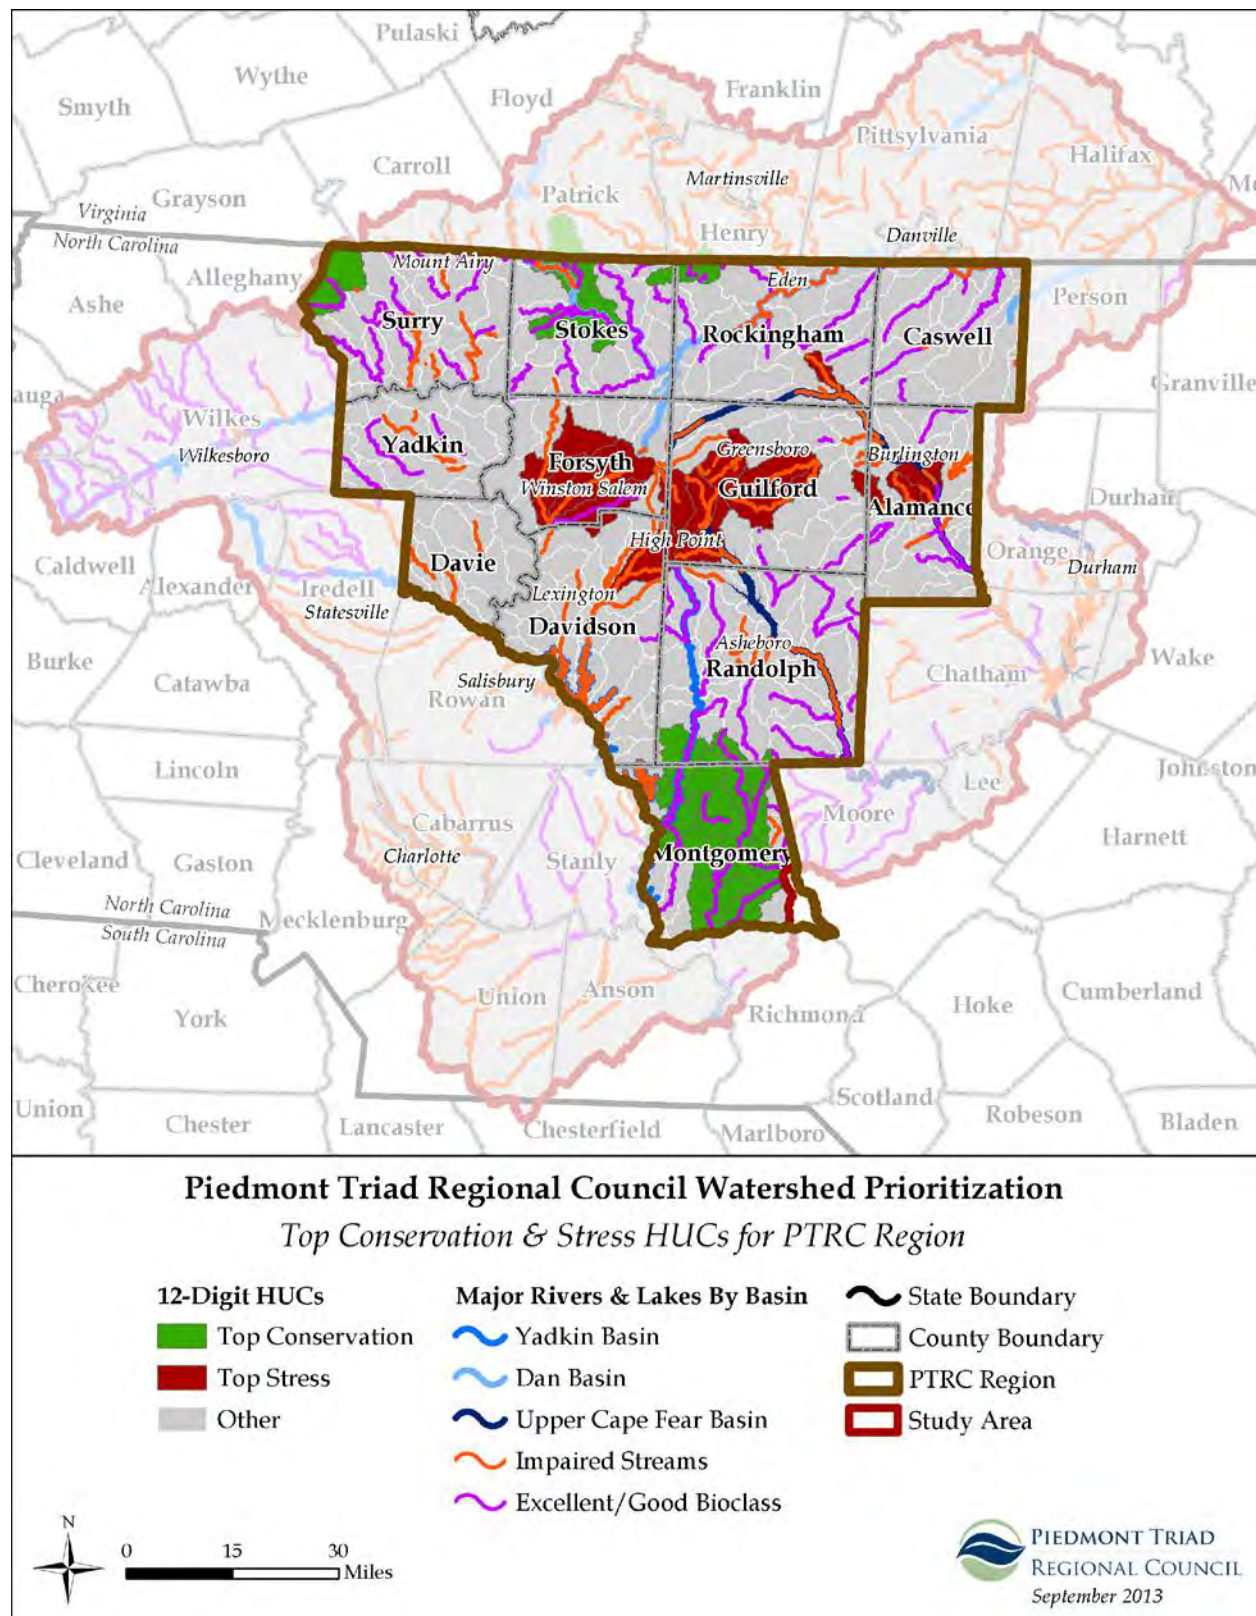 Pulaski
Wythe
Smyth
Floyd
Franklin
Pittsylvania
Halifax
Carroll
Martinsville
Patrick
Grayson
Virginia
North Carolina
Henry
Danville
Mount Airy
Alleghany
Eden
Ashe
Person
Surry
Stokes
Rockingham
Caswell
Granville
auga
Wilkes
Wilkesboro
Yadkin
Forsyth
Greensboro
Burlington
Winston Salem
Guilford
Durham
Alamance
High Point
Orange
Durham
Davie
Caldwell
Alexander
Iredell
Statesville
Lexington
Davidson
Asheboro
Randolph
Burke
Wake
Catawba
Salisbury
Rowan
Chatham
Lincoln
Johnston
Lee
Moore
Cabarrus
Harnett
Cleveland
Gaston
Charlotte
Stanly
Montgomery
North Carolina
South Carolina
Mecklenburg
Cherokee
York
Union
Anson
Richmond
Hoke
Cumberland
Scotland
Union
Chester
Lancaster
Chesterfield
Marlboro
Robeson
Bladen
Piedmont Triad Regional Council Watershed Prioritization
Top Conservation & Stress HUCs for PTRC Region
12-Digit HUCs
Top Conservation
Top Stress
Other
Major Rivers & Lakes By Basin
Yadkin Basin
Dan Basin
Upper Cape Fear Basin
Impaired Streams
Excellent/Good Bioclass
State Boundary
County Boundary
PTRC Region
Study Area
N
0 15 30
Miles
PIEDMONT TRIAD
REGIONAL COUNCIL
September 2013